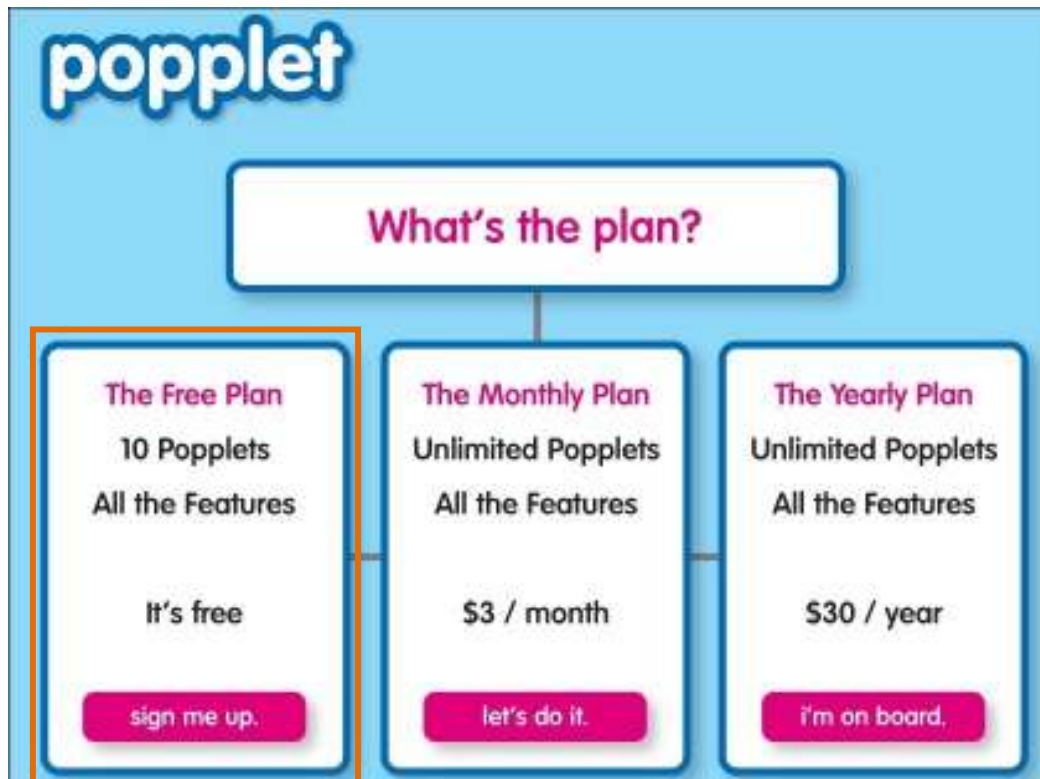 popplet
What's the plan?
The Free Plan
10 Popplets
All the Features
It's free
sign me up.
The Monthly Plan
Unlimited Popplets
All the Features
$3 / month
let's do it.
The Yearly Plan
Unlimited Popplets
All the Features
$30 / year
i'm on board.